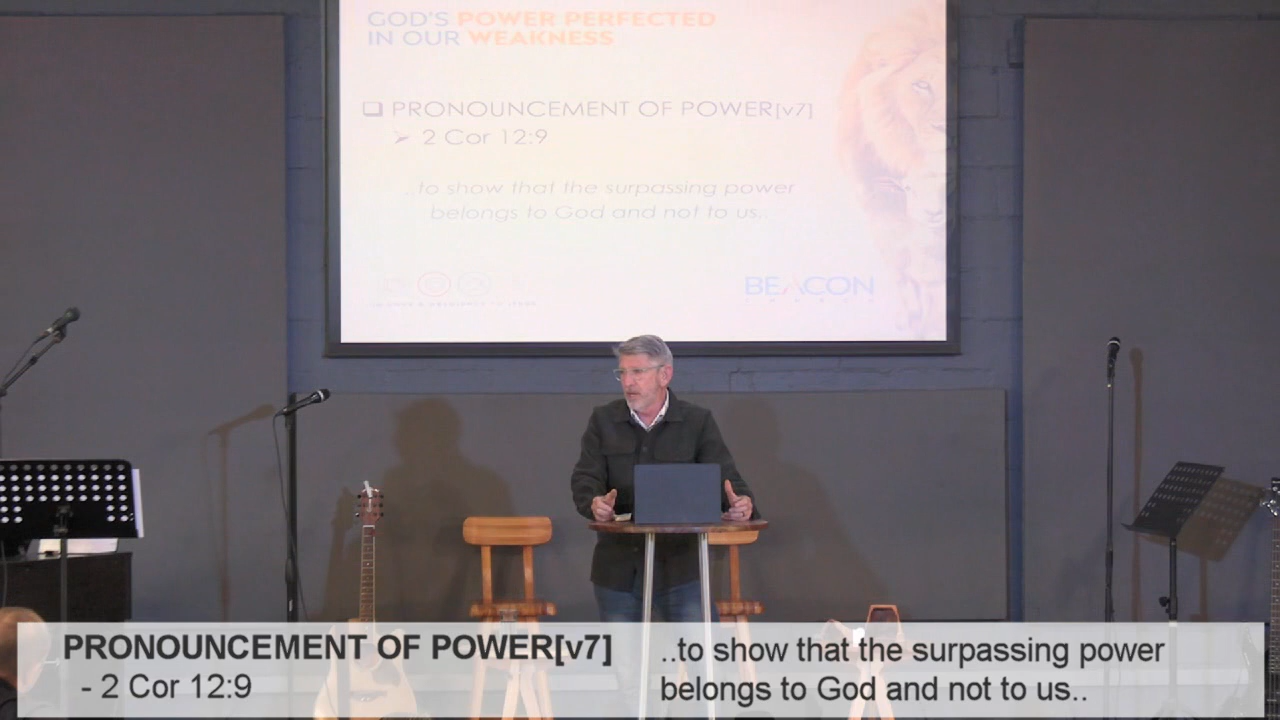 GOD'S POWER PERFECTED
IN OUR WEAKNESS
PRONOUNCEMENT OF POWER[v7]
2 Cor 12:9
..to show that the surpassing power
belongs to God and not to us..
BEACON
PRONOUNCEMENT OF POWER[v7]
- 2 Cor 12:9
..to show that the surpassing power
belongs to God and not to us..